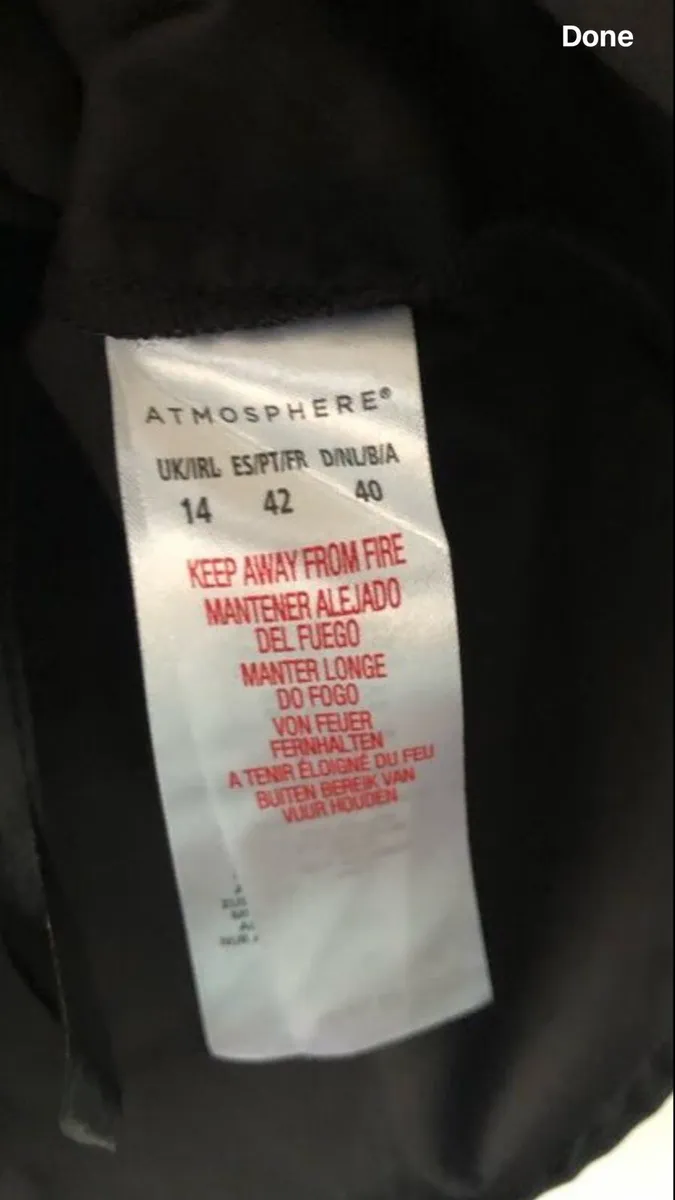 Done
ATMOSPHERE®
UK/IRL ES/PT/FR D/NL/B/A
14 42 40
KEEP AWAY FROM FIRE
MANTENER ALEJADO
DEL FUEGO
MANTER LONGE
DO FOGO
VON FEUER
FERNHALTEN
A TENIR ÉLOIGNÉ DU FEU
BUITEN BEREIK VAN
VUUR HOUDEN